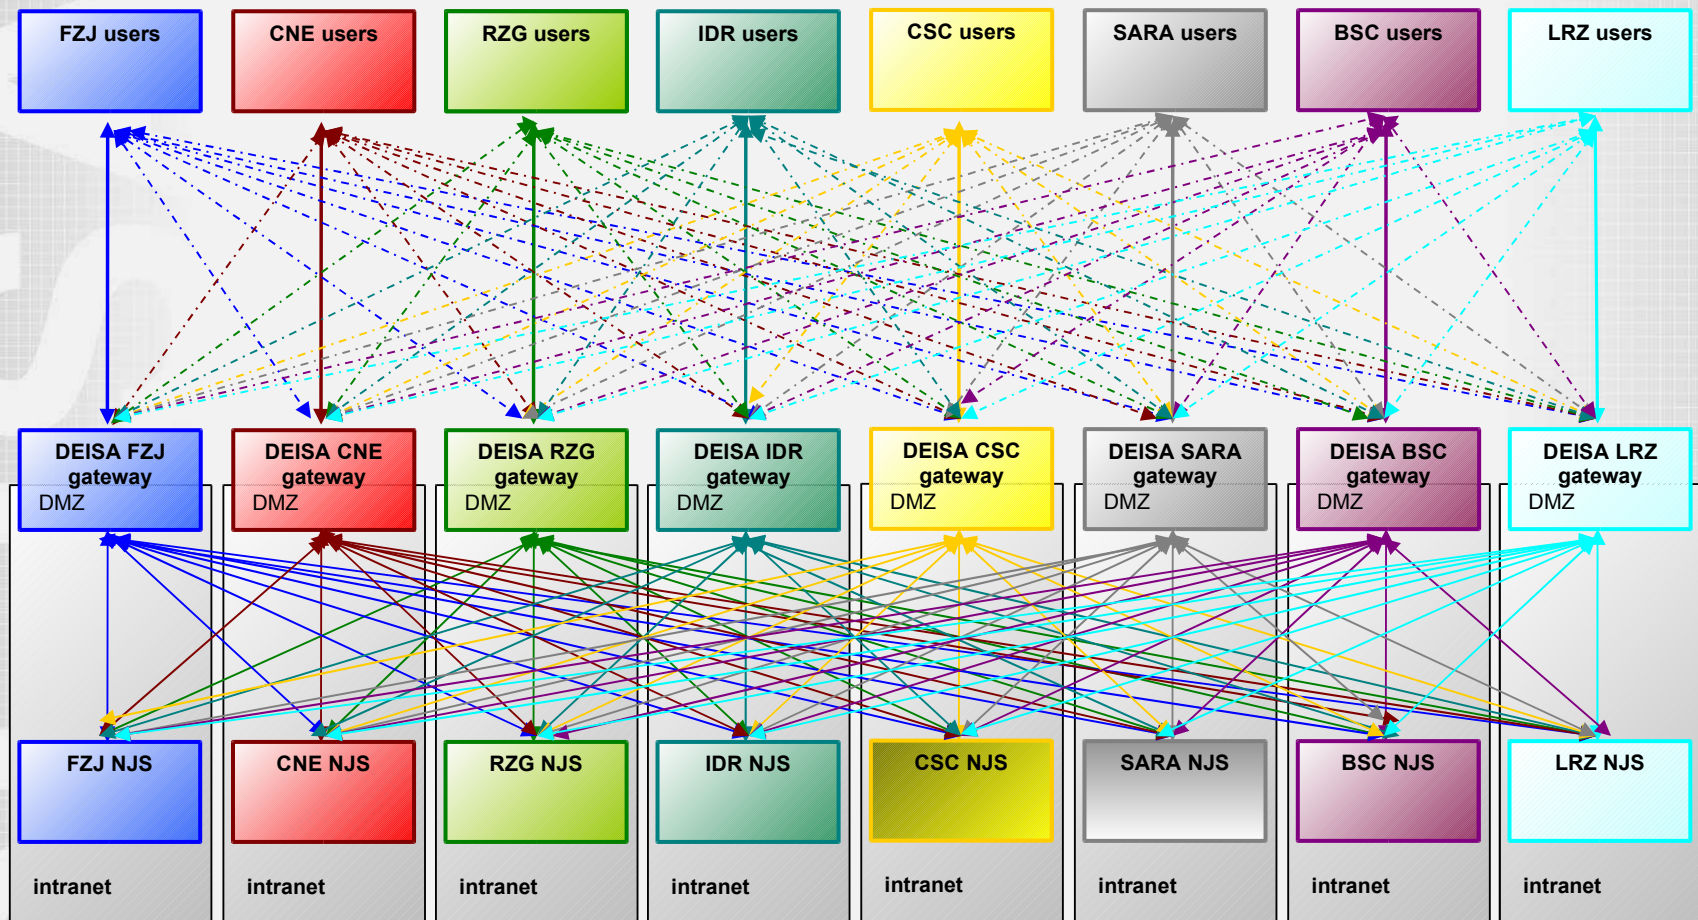 FZJ users
CNE users
RZG users
IDR users
CSC users
SARA users
BSC users
LRZ users
DEISA FZJ
gateway
DMZ
DEISA CNE
gateway
DMZ
DEISA RZG
gateway
DMZ
DEISA IDR
gateway
DMZ
DEISA CSC
gateway
DMZ
DEISA SARA
gateway
DMZ
DEISA BSC
gateway
DMZ
DEISA LRZ
gateway
DMZ
FZJ NJS
CNE NJS
RZG NJS
IDR NJS
CSC NJS
SARA NJS
BSC NJS
LRZ NJS
intranet
intranet
intranet
intranet
intranet
intranet
intranet
intranet